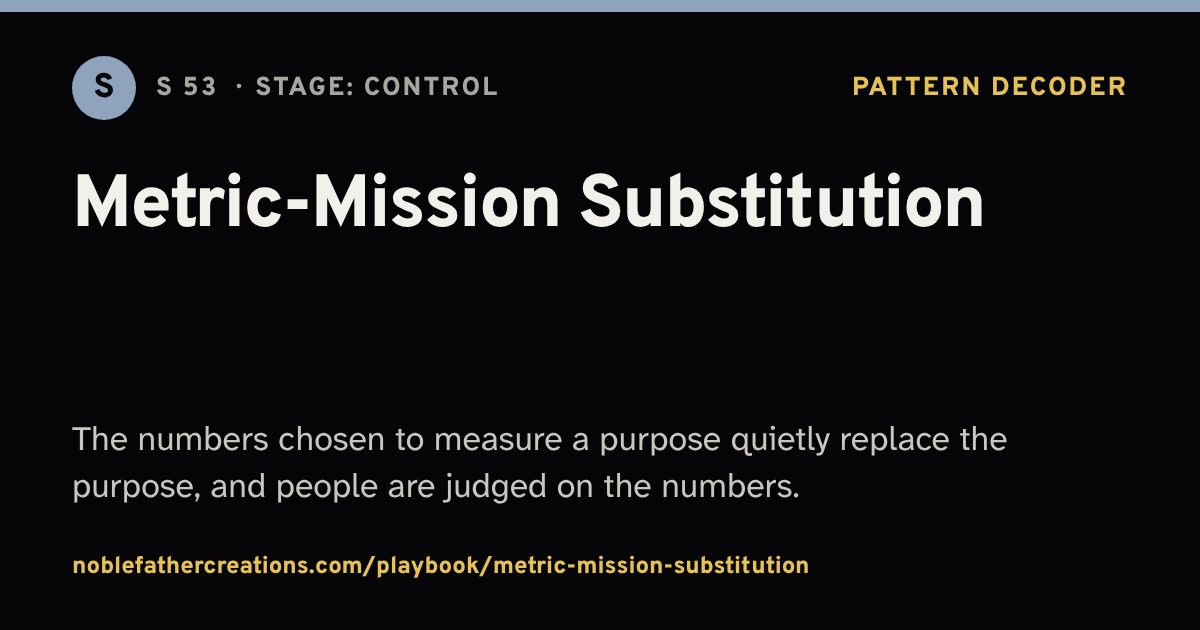 S
S 53 · STAGE: CONTROL
PATTERN DECODER
Metric-Mission Substitution
The numbers chosen to measure a purpose quietly replace the
purpose, and people are judged on the numbers.
noblefathercreations.com/playbook/metric-mission-substitution